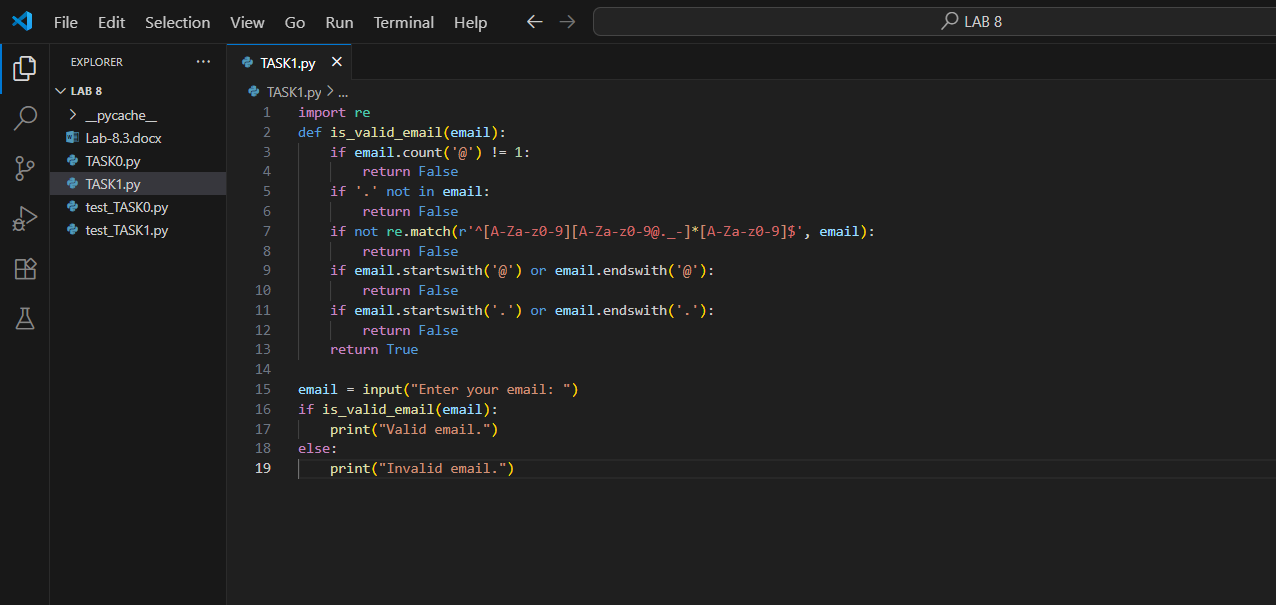 File Edit Selection View Go Run Terminal Help LAB 8
EXPLORER ...
TASK1.py
LAB 8
__pycache__
Lab-8.3.docx
TASK0.py
TASK1.py
test_TASK0.py
test_TASK1.py
TASK1.py > ...
1 import re
2 def is_valid_email(email):
3     if email.count('@') != 1:
4         return False
5     if '.' not in email:
6         return False
7     if not re.match(r'^[A-Za-z0-9][A-Za-z0-9@._-]*[A-Za-z0-9]$', email):
8         return False
9     if email.startswith('@') or email.endswith('@'):
10         return False
11     if email.startswith('.') or email.endswith('.'):
12         return False
13     return True
14
15 email = input("Enter your email: ")
16 if is_valid_email(email):
17     print("Valid email.")
18 else:
19     print("Invalid email.")